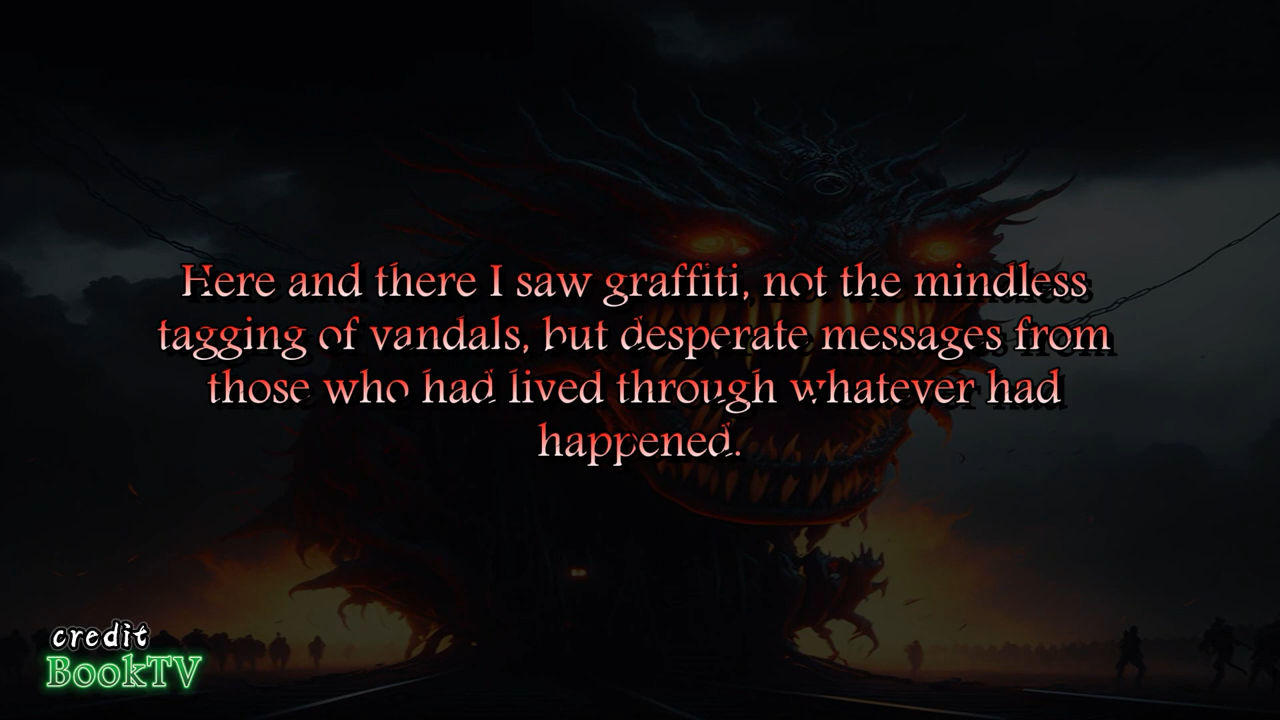 Here and there I saw graffiti, not the mindless
tagging of vandals, but desperate messages from
those who had lived through whatever had
happened.
credit
BookTV